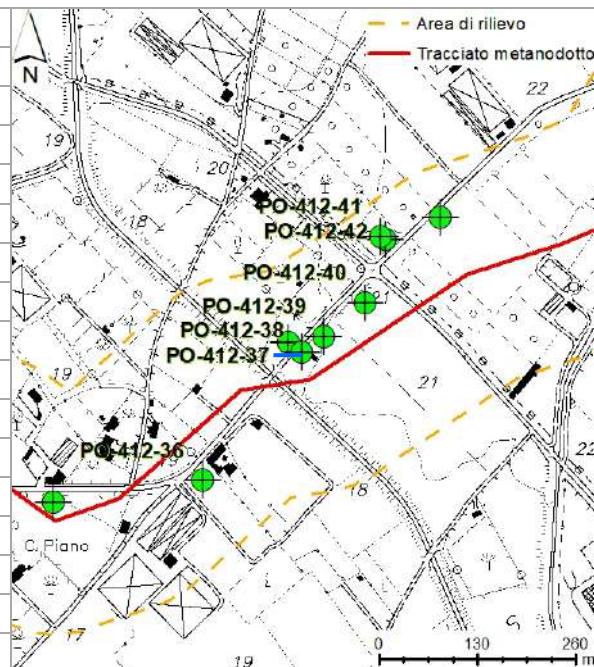 Area di rilievo
Tracciato metanodotto
N
22
19
20
18
PO-412-41
PO-412-42
PO-412-40
PO-412-39
PO-412-38
PO-412-37
21
19
PO-412-36
22
18
C. Piano
17
19
0 130 260
m